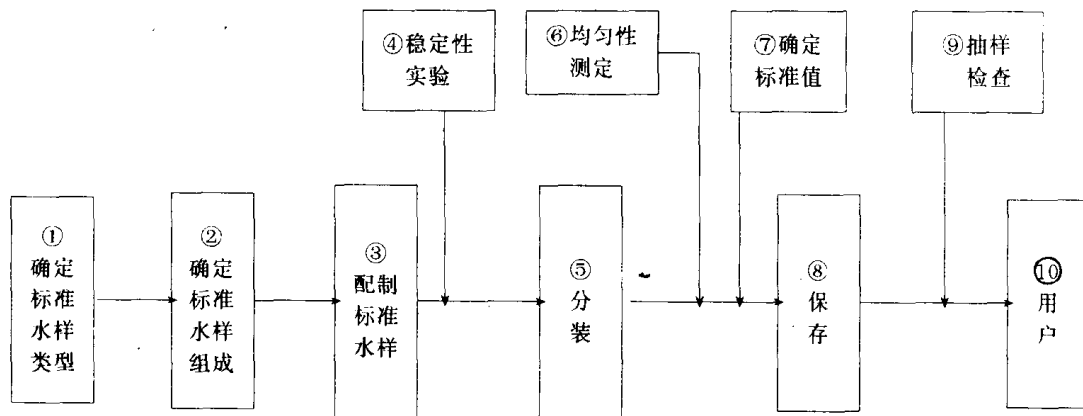 ④稳定性
实验
⑥均匀性
测定
⑦确定
标准值
⑨抽样
检查
①
确定
标准
水样
类型
②
确定
标准
水样
组成
③
配制
标准
水样
⑤
分
装
⑧
保
存
⑩
用
户